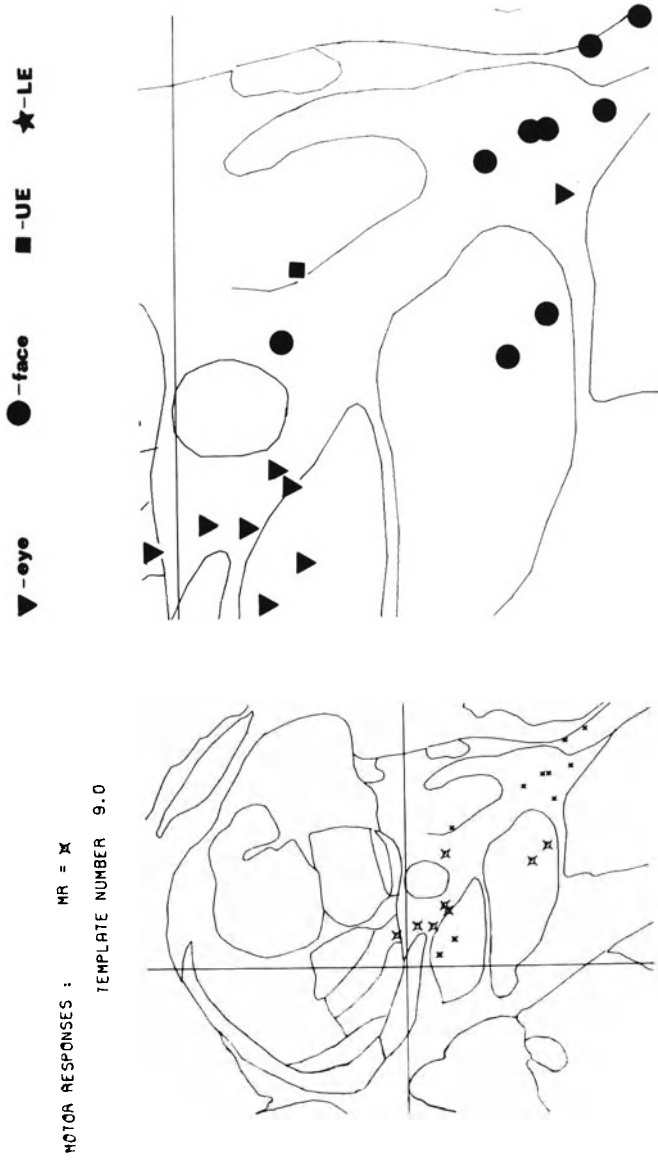 ▼-eye ●-face ■-UE ★-LE
MOTOR RESPONSES : MR = ¤
TEMPLATE NUMBER 9.0